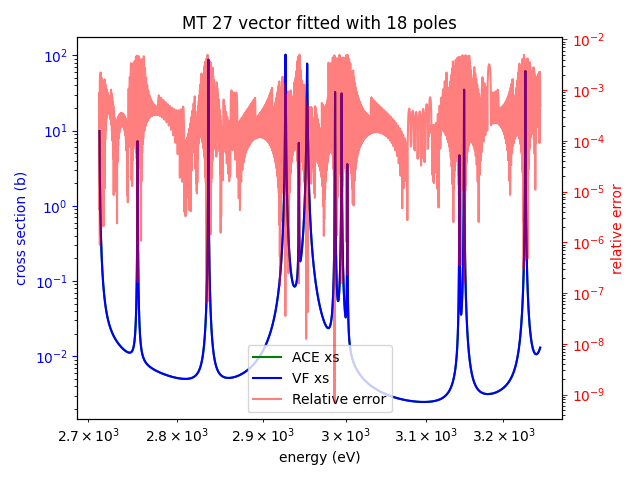 MT 27 vector fitted with 18 poles
10²
10¹
10⁰
10⁻¹
10⁻²
cross section (b)
10⁻²
10⁻³
10⁻⁴
10⁻⁵
10⁻⁶
10⁻⁷
10⁻⁸
10⁻⁹
relative error
ACE xs
VF xs
Relative error
2.7 × 10³ 2.8 × 10³ 2.9 × 10³ 3 × 10³ 3.1 × 10³ 3.2 × 10³
energy (eV)